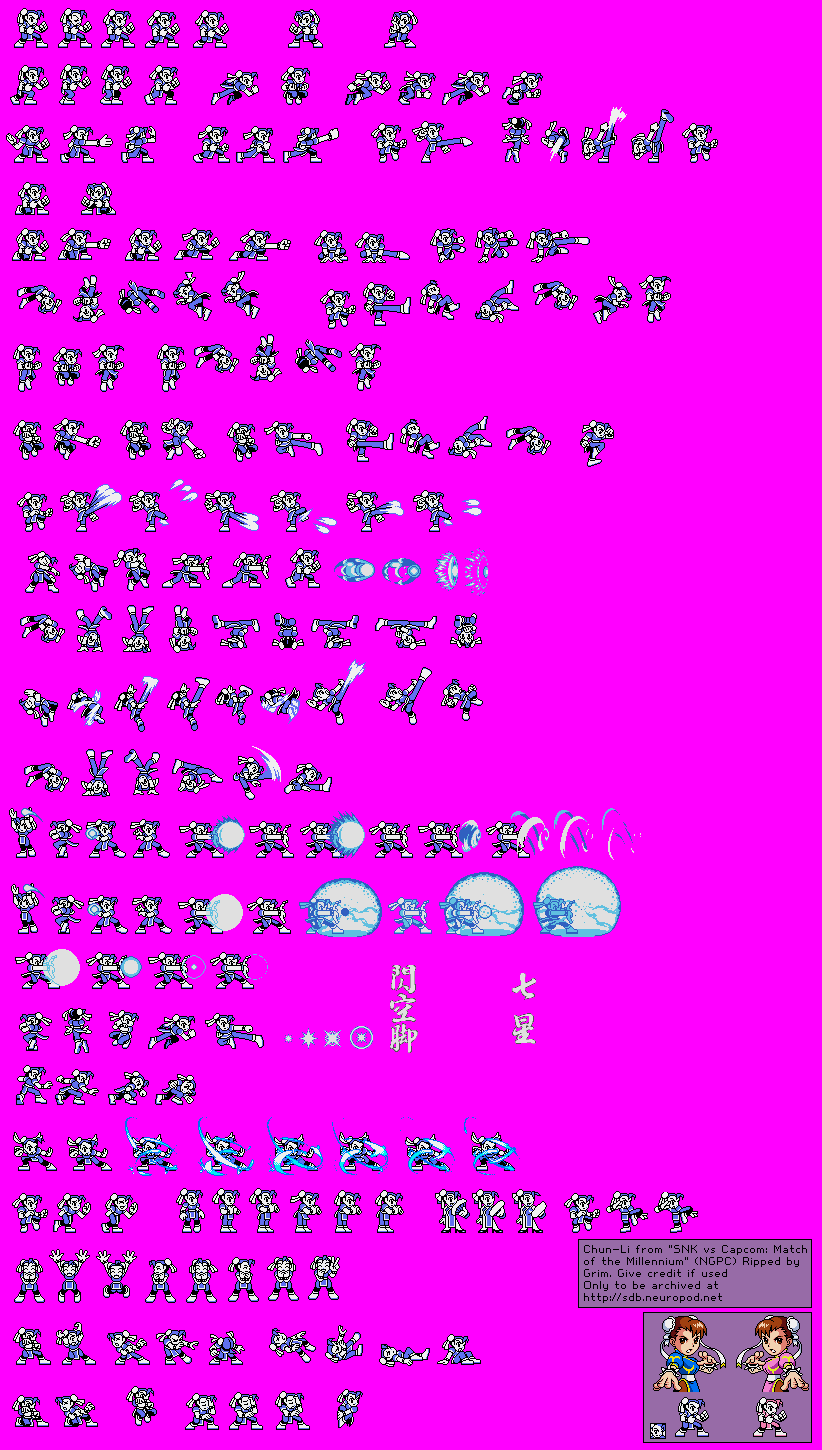 閃
空
脚
七
星
Chun-Li from "SNK vs Capcom: Match
of the Millennium" (NGPC) Ripped by
Grim. Give credit if used
Only to be archived at
http://sdb.neuropod.net